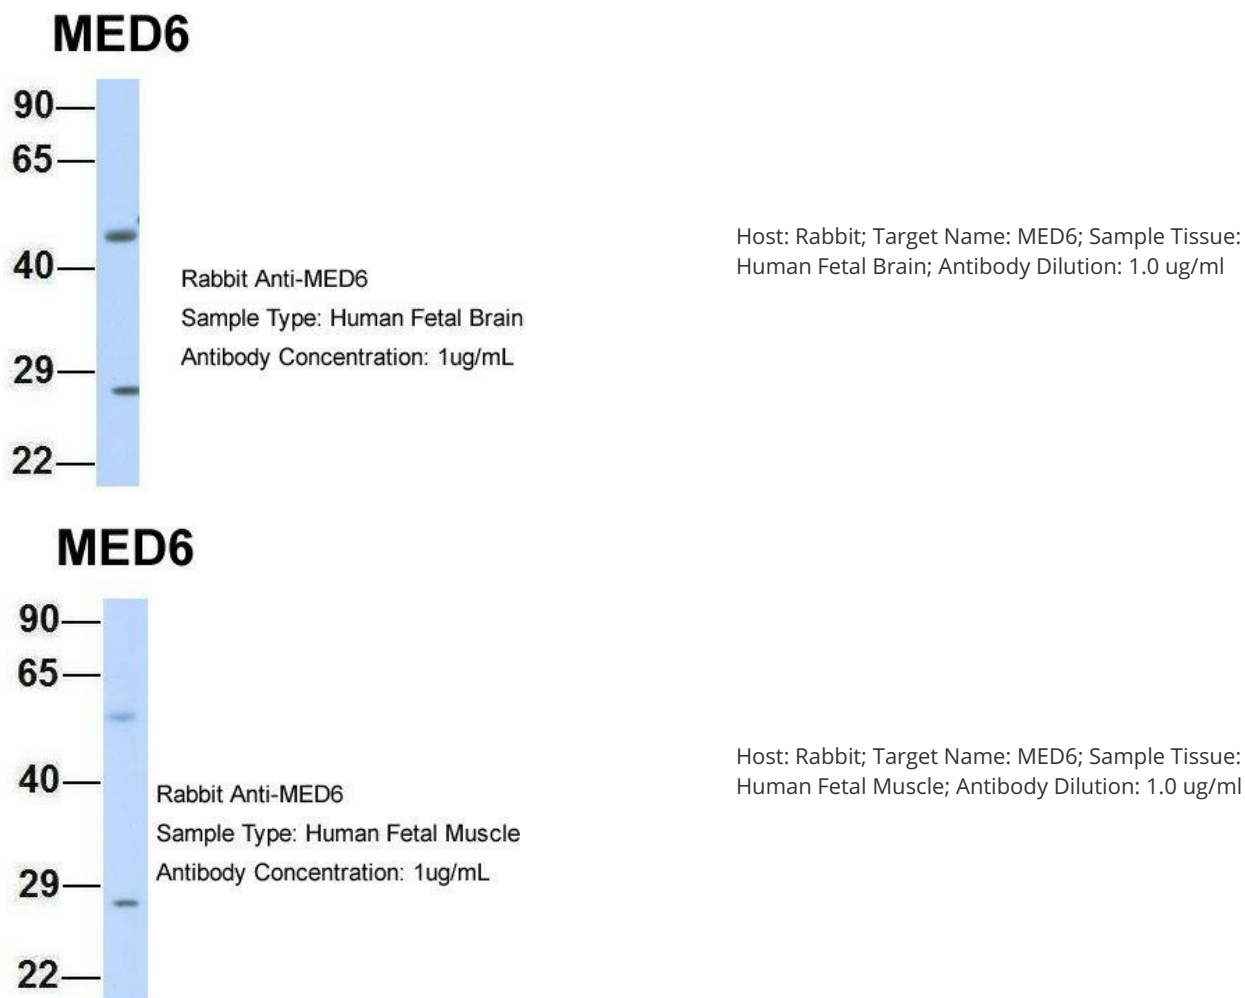 MED6
90
65
40
29
22
Rabbit Anti-MED6
Sample Type: Human Fetal Brain
Antibody Concentration: 1ug/mL
Host: Rabbit; Target Name: MED6; Sample Tissue:
Human Fetal Brain; Antibody Dilution: 1.0 ug/ml
MED6
90
65
40
29
22
Rabbit Anti-MED6
Sample Type: Human Fetal Muscle
Antibody Concentration: 1ug/mL
Host: Rabbit; Target Name: MED6; Sample Tissue:
Human Fetal Muscle; Antibody Dilution: 1.0 ug/ml